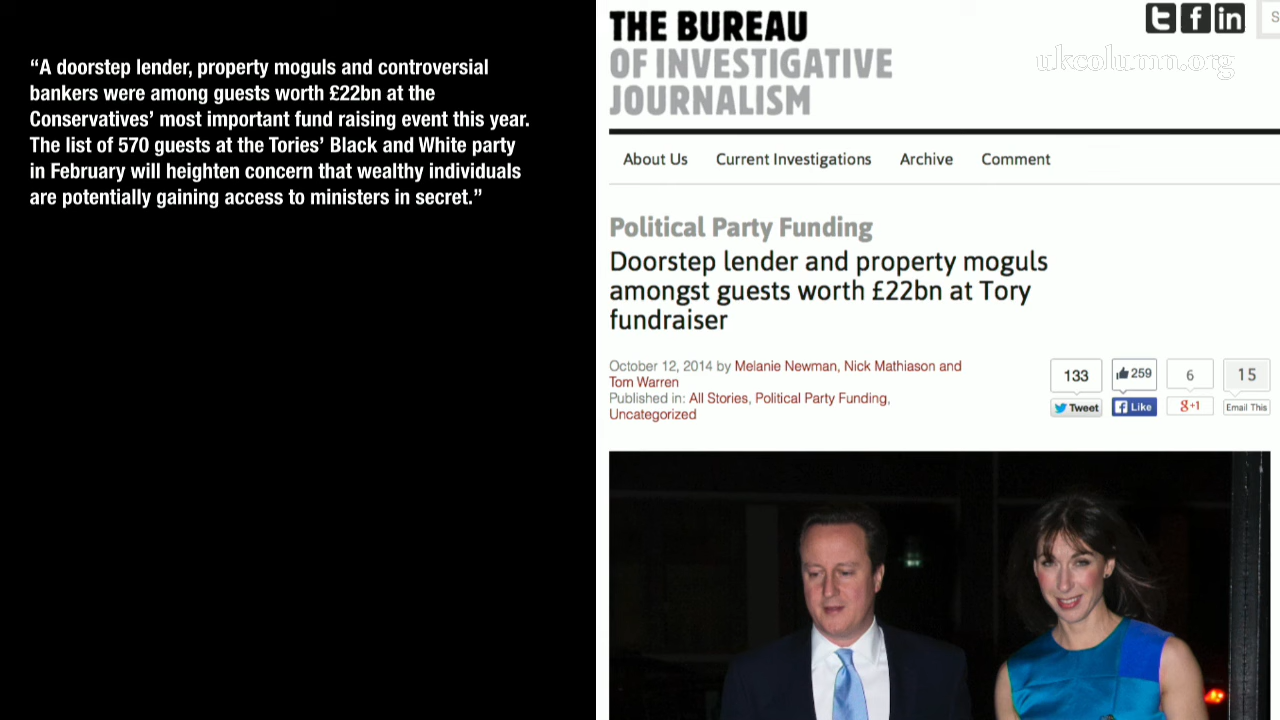 “A doorstep lender, property moguls and controversial
bankers were among guests worth £22bn at the
Conservatives’ most important fund raising event this year.
The list of 570 guests at the Tories’ Black and White party
in February will heighten concern that wealthy individuals
are potentially gaining access to ministers in secret.”
THE BUREAU
OF INVESTIGATIVE
JOURNALISM
S
ukcolumn.org
About Us Current Investigations Archive Comment
Political Party Funding
Doorstep lender and property moguls
amongst guests worth £22bn at Tory
fundraiser
October 12, 2014 by Melanie Newman, Nick Mathiason and
Tom Warren
Published in: All Stories, Political Party Funding,
Uncategorized
133 259 6 15
Tweet Like g+1 Email This